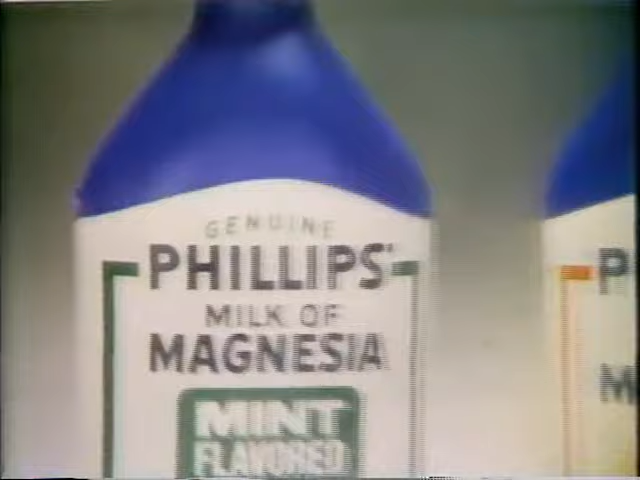 GENUINE
PHILLIPS'
MILK OF
MAGNESIA
MINT
FLAVORED
P
M